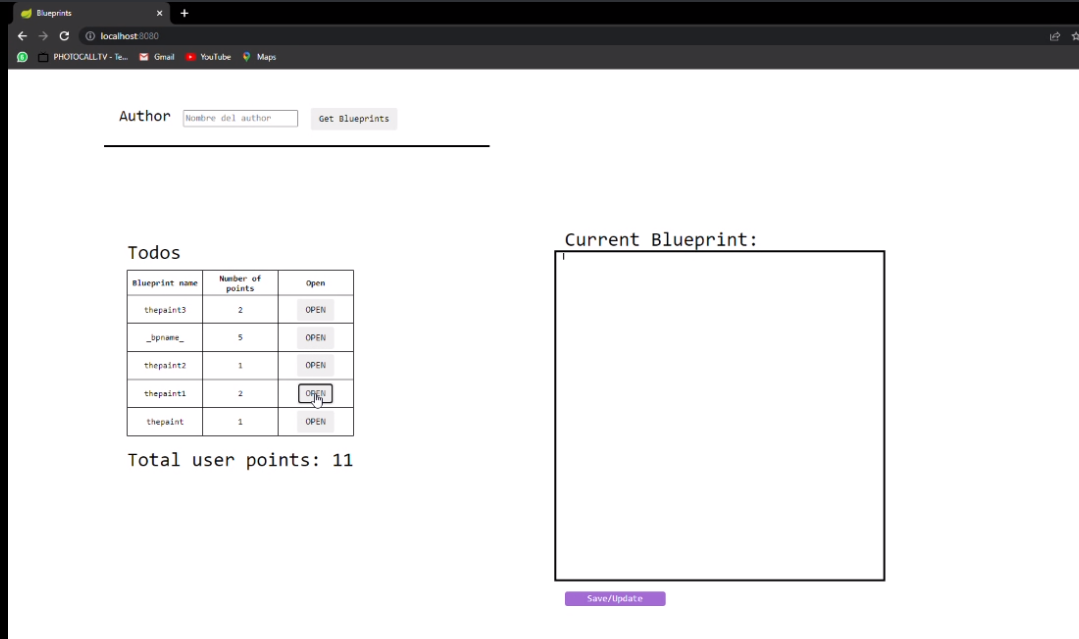 Blueprints
localhost:8080
PHOTOCALL.TV - Te... Gmail YouTube Maps
Author Nombre del author Get Blueprints
Todos
Blueprint name Number of points Open
thepaint3 2 OPEN
_bpname_ 5 OPEN
thepaint2 1 OPEN
thepaint1 2 OPEN
thepaint 1 OPEN
Total user points: 11
Current Blueprint:
Save/Update